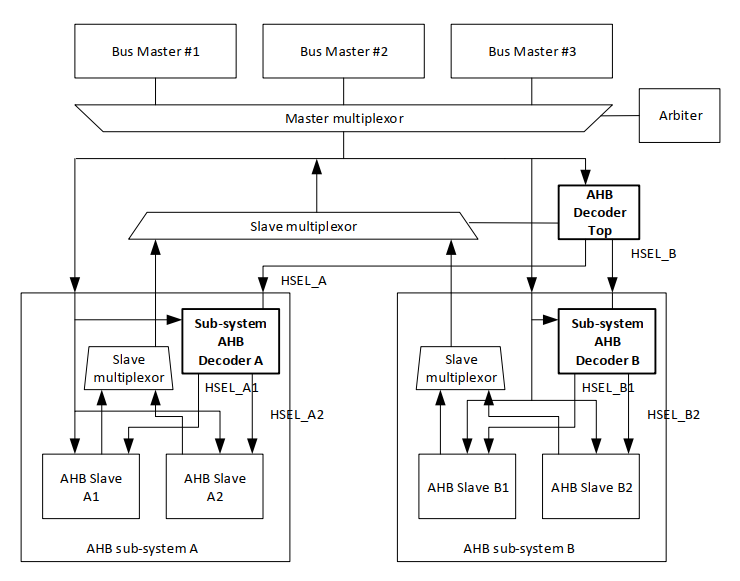 Bus Master #1
Bus Master #2
Bus Master #3
Master multiplexor
Arbiter
AHB
Decoder
Top
Slave multiplexor
HSEL_B
HSEL_A
Sub-system
AHB
Decoder A
Sub-system
AHB
Decoder B
Slave
multiplexor
Slave
multiplexor
HSEL_A1
HSEL_B1
HSEL_A2
HSEL_B2
AHB Slave
A1
AHB Slave
A2
AHB Slave B1
AHB Slave B2
AHB sub-system A
AHB sub-system B